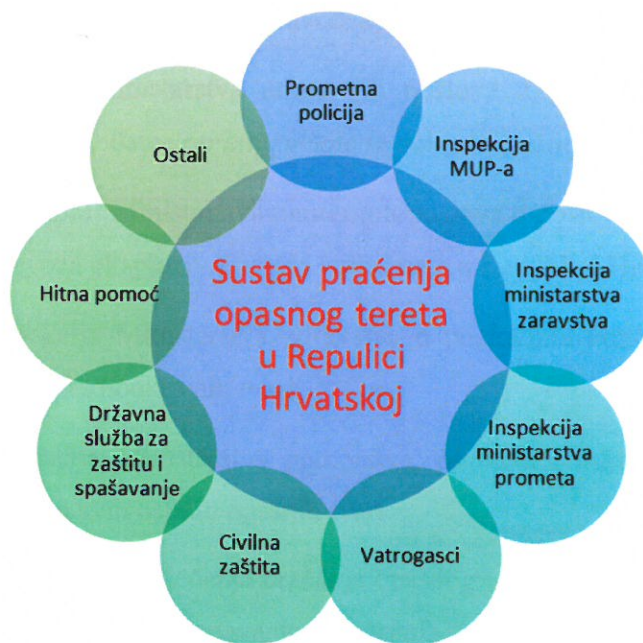 Prometna
policija
Inspekcija
MUP-a
Inspekcija
ministarstva
zaravstva
Inspekcija
ministarstva
prometa
Vatrogasci
Civilna
zaštita
Državna
služba za
zaštitu i
spašavanje
Hitna pomoć
Ostali
Sustav praćenja
opasnog tereta
u Repulici
Hrvatskoj